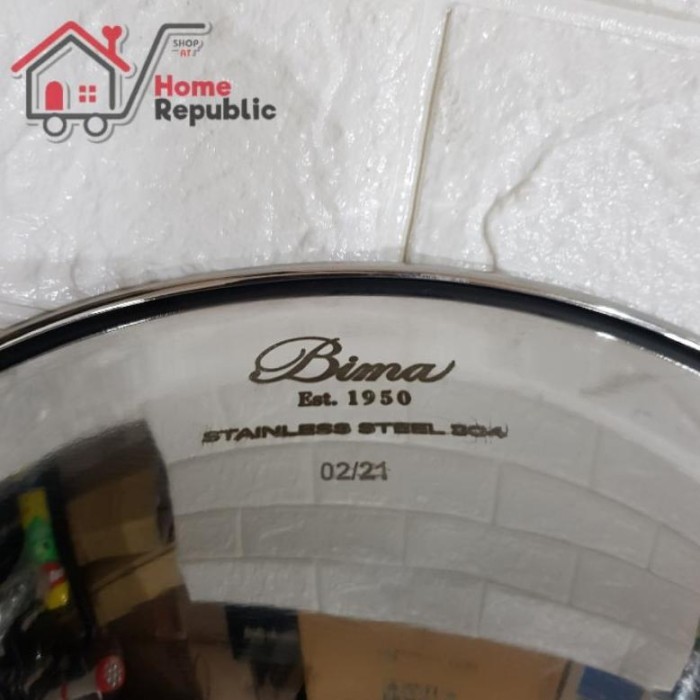 SHOP
AT
Home
Republic
Bima
Est. 1950
STAINLESS STEEL 304
02/21